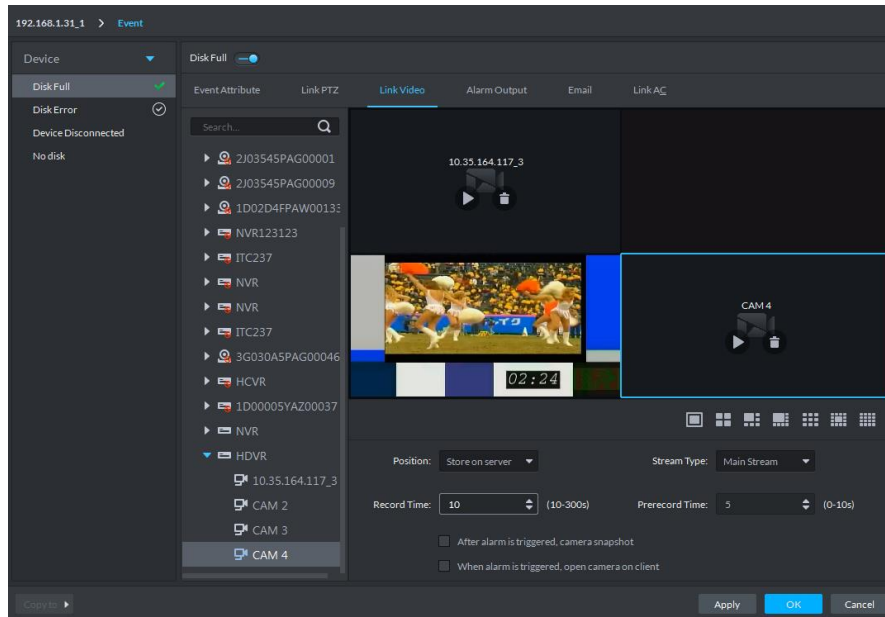 192.168.1.31_1 > Event
Device
Disk Full
Disk Error
Device Disconnected
No disk
Disk Full
Event Attribute Link PTZ Link Video Alarm Output Email Link AC
Search...
2J03545PAG00001
2J03545PAG00009
1D02D4FPAW00133
NVR123123
ITC237
NVR
NVR
ITC237
3G030A5PAG00046
HCVR
1D00005YAZ00037
NVR
HDVR
10.35.164.117_3
CAM 2
CAM 3
CAM 4
10.35.164.117_3
02:24
CAM 4
Position: Store on server Stream Type: Main Stream
Record Time: 10 (10-300s) Prerecord Time: 5 (0-10s)
After alarm is triggered, camera snapshot
When alarm is triggered, open camera on client
Copy to Apply OK Cancel